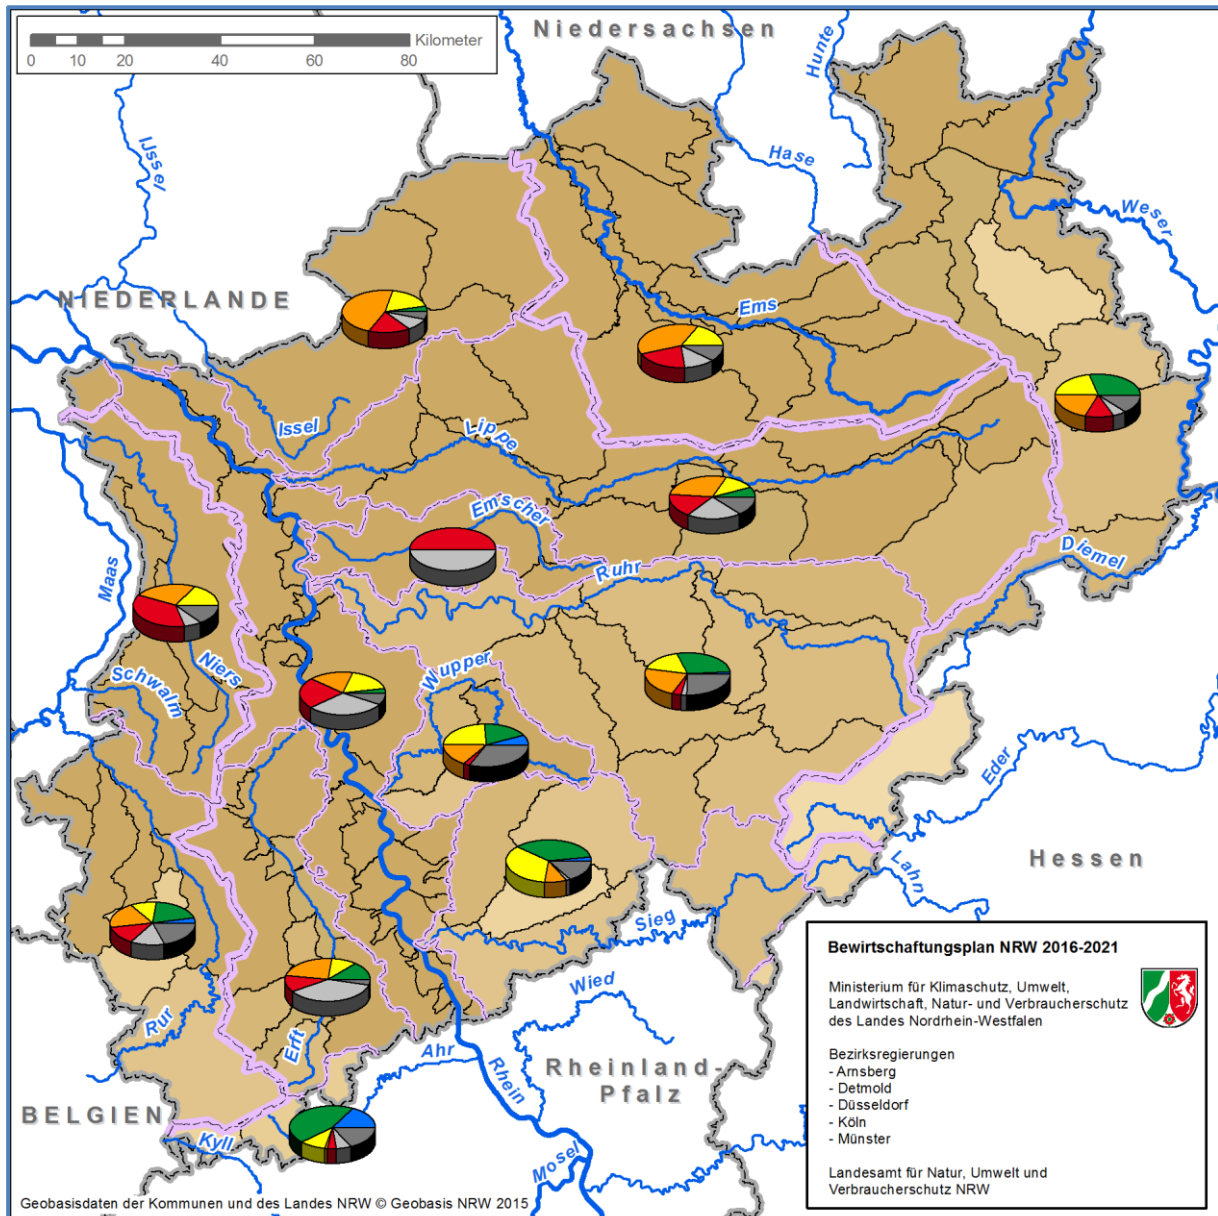 Niedersachsen
Kilometer
0 10 20 40 60 80
Hunte
IJssel
Hase
Weser
NIEDERLANDE
Ems
Issel
Lippe
Emscher
Ruhr
Diemel
Maas
Niers
Schwalm
Wupper
Eder
Hessen
Lahn
Sieg
Wied
Rur
Erft
Ahr
Rhein
Rheinland-
Pfalz
BELGIEN
Kyll
Mosel
Geobasisdaten der Kommunen und des Landes NRW © Geobasis NRW 2015
Bewirtschaftungsplan NRW 2016-2021
Ministerium für Klimaschutz, Umwelt,
Landwirtschaft, Natur- und Verbraucherschutz
des Landes Nordrhein-Westfalen
Bezirksregierungen
- Arnsberg
- Detmold
- Düsseldorf
- Köln
- Münster
Landesamt für Natur, Umwelt und
Verbraucherschutz NRW